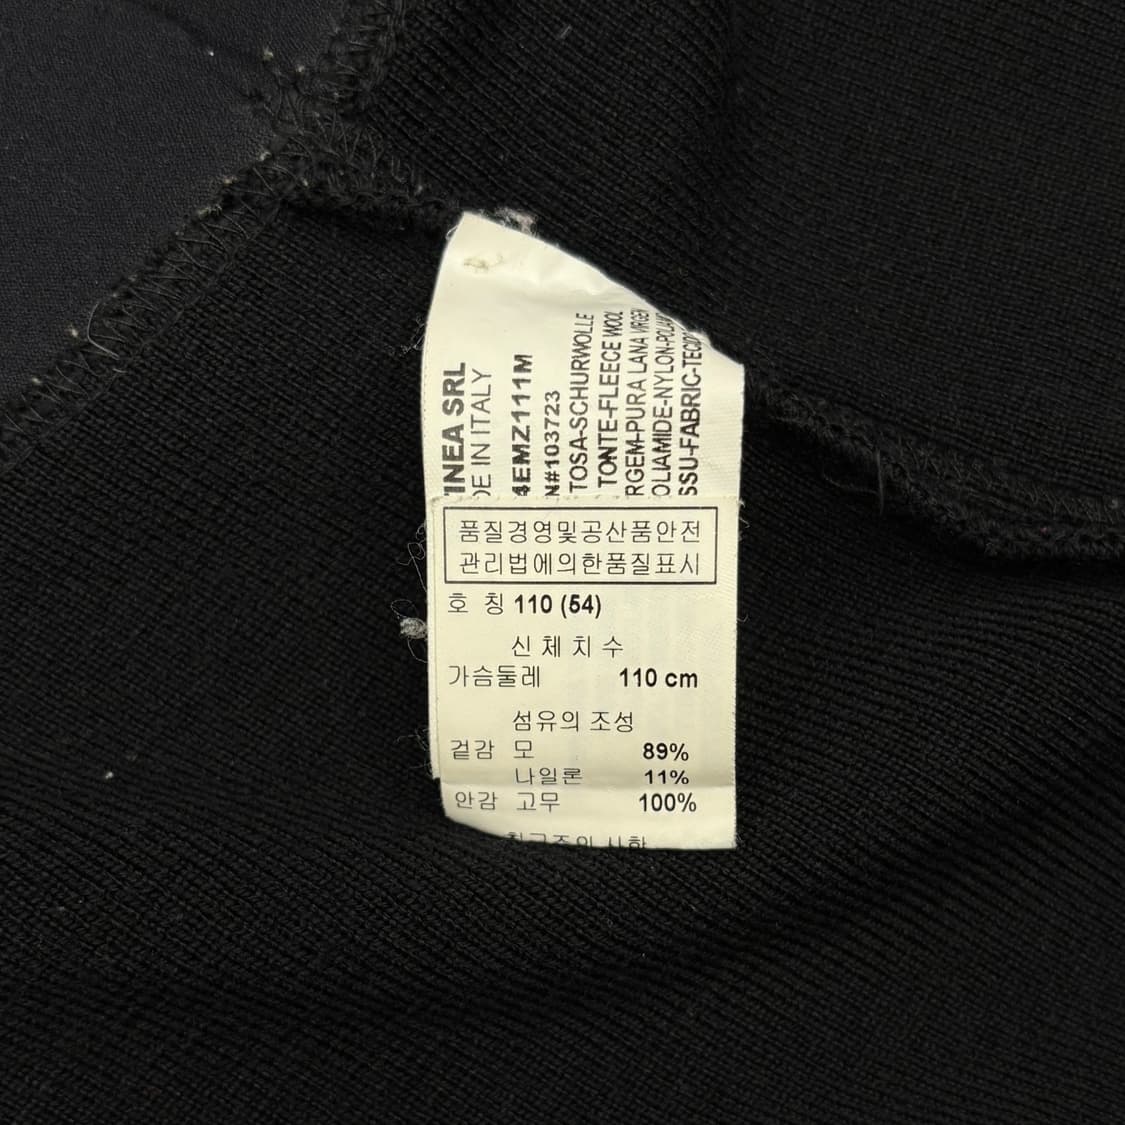 TINEA SRL
DE IN ITALY
4EMZ111M
N#103723
TOSA-SCHURWOLLE
TONTE-FLEECE WOOL
RGEM-PURA LANA VIRGEN
OLIAMIDE-NYLON-POLIAM
SSU-FABRIC-TECID
품질경영및공산품안전
관리법에의한품질표시
호 칭 110 (54)
신체치수
가슴둘레 110 cm
섬유의 조성
겉감 모 89%
나일론 11%
안감 고무 100%